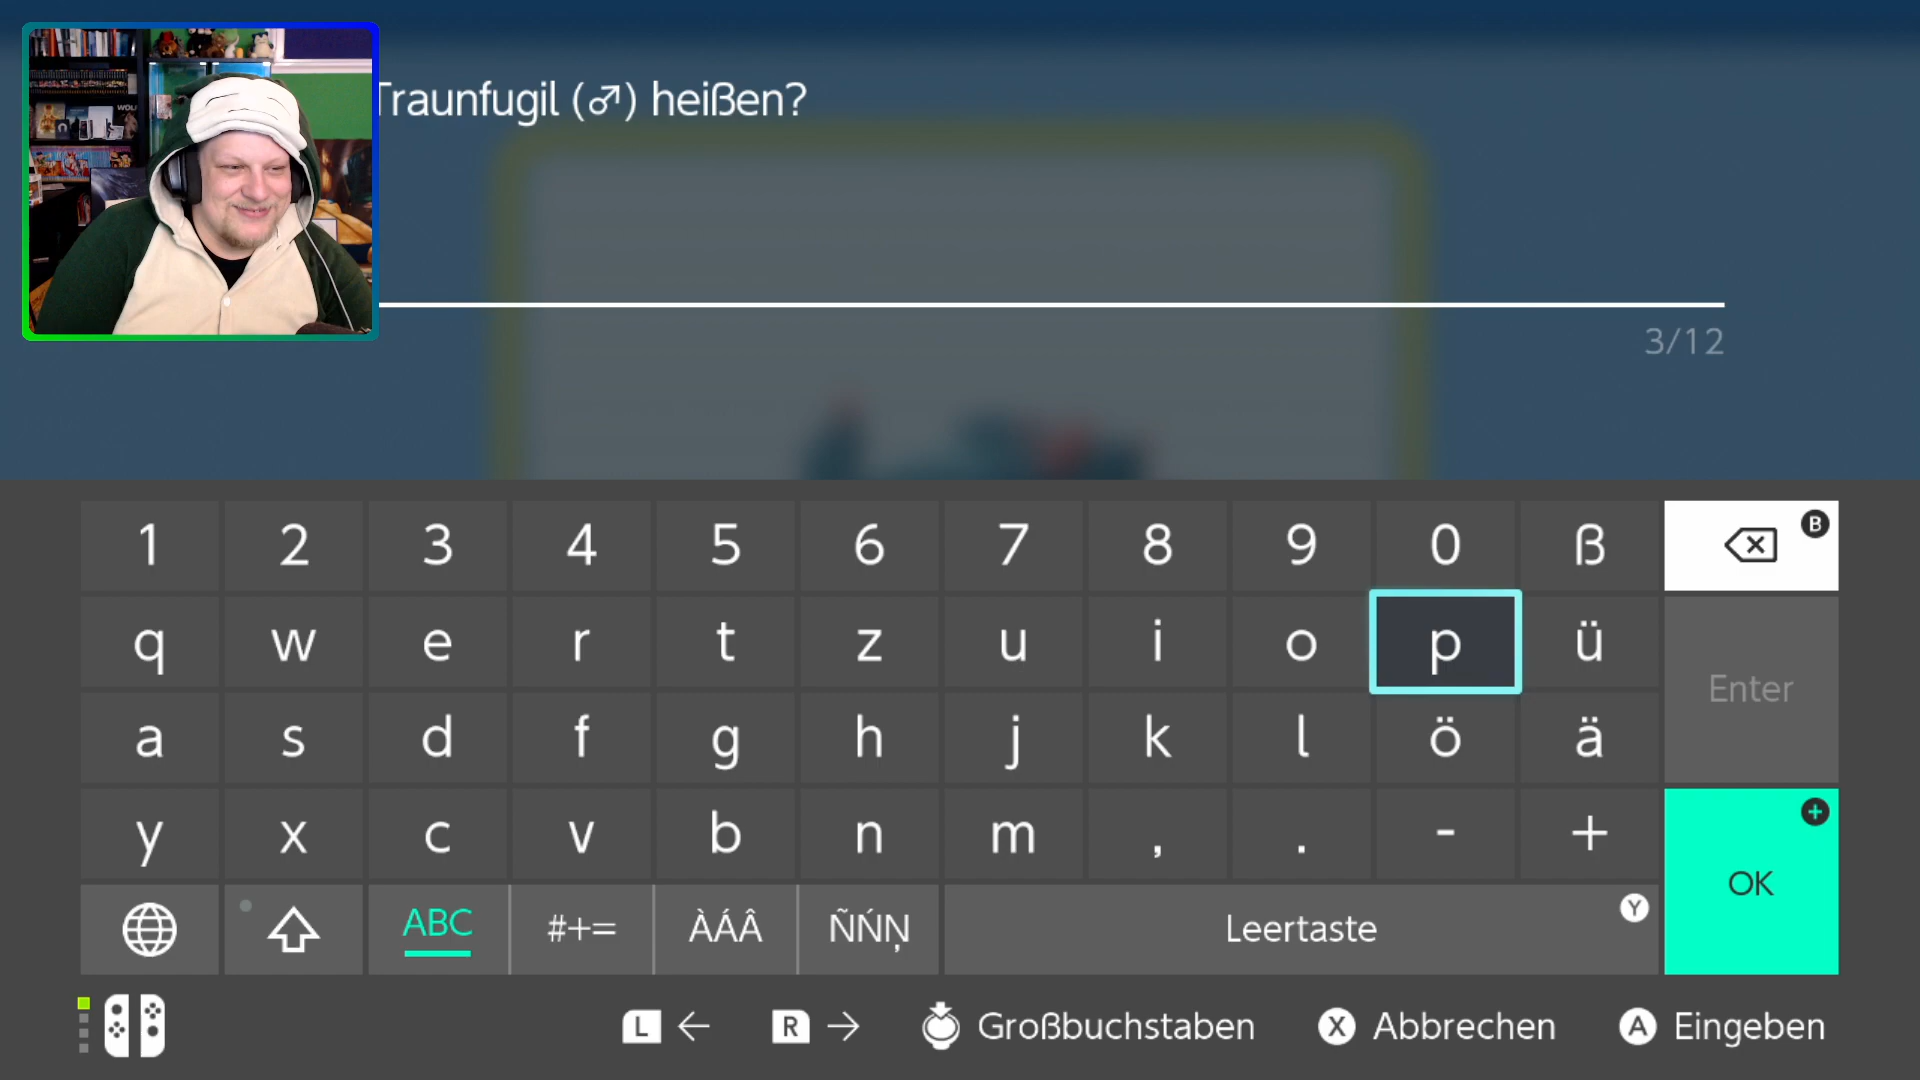 Traunfugil (♂) heißen?
3/12
1 2 3 4 5 6 7 8 9 0 ß B
q w e r t z u i o p ü
Enter
a s d f g h j k l ö ä
y x c v b n m , . - +
OK
ABC #+= ÀÁÂ ÑŃŅ Leertaste Y
L ← R → Großbuchstaben X Abbrechen A Eingeben